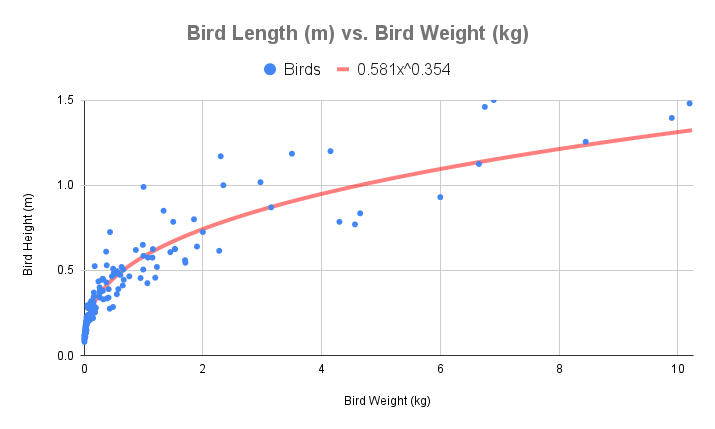 Bird Length (m) vs. Bird Weight (kg)
Birds 0.581x^0.354
1.5
1.0
0.5
0.0
Bird Height (m)
0 2 4 6 8 10
Bird Weight (kg)